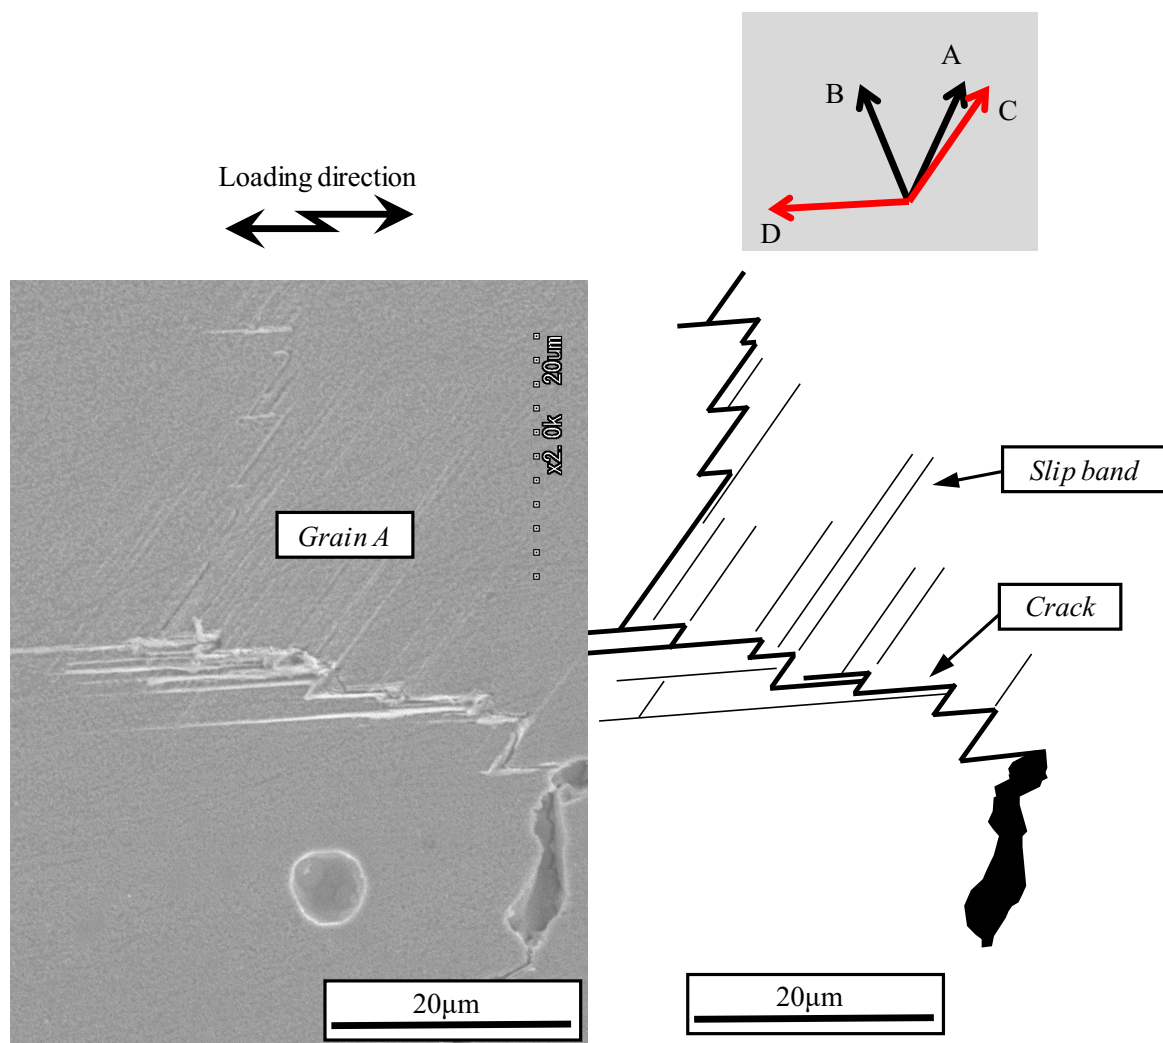 A
B
C
D
Loading direction
x2.0k 20um
Slip band
Grain A
Crack
20μm
20μm